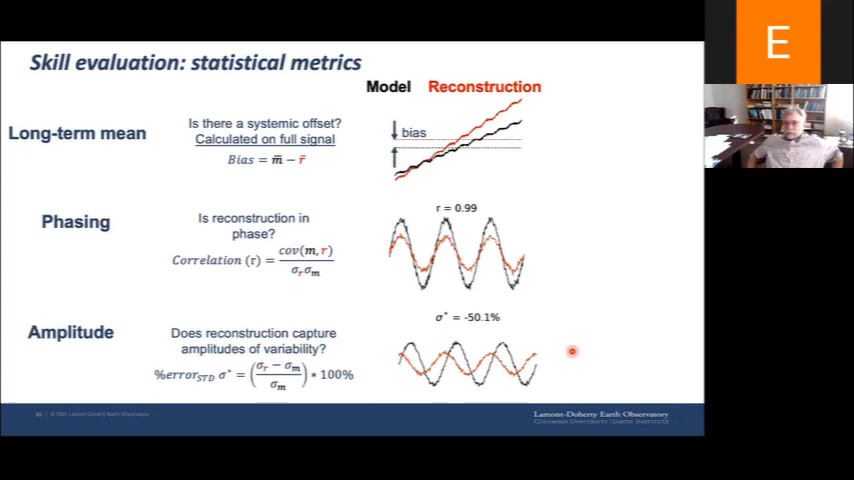 Skill evaluation: statistical metrics
Model Reconstruction
Long-term mean
Is there a systemic offset?
Calculated on full signal
Bias = m̅ − r̅
bias
Phasing
Is reconstruction in
phase?
Correlation (r) = cov(m, r) / σrσm
r = 0.99
Amplitude
Does reconstruction capture
amplitudes of variability?
%errorSTD σ* = ((σr − σm) / σm) * 100%
σ* = -50.1%
Lamont-Doherty Earth Observatory
COLUMBIA UNIVERSITY | EARTH INSTITUTE
E